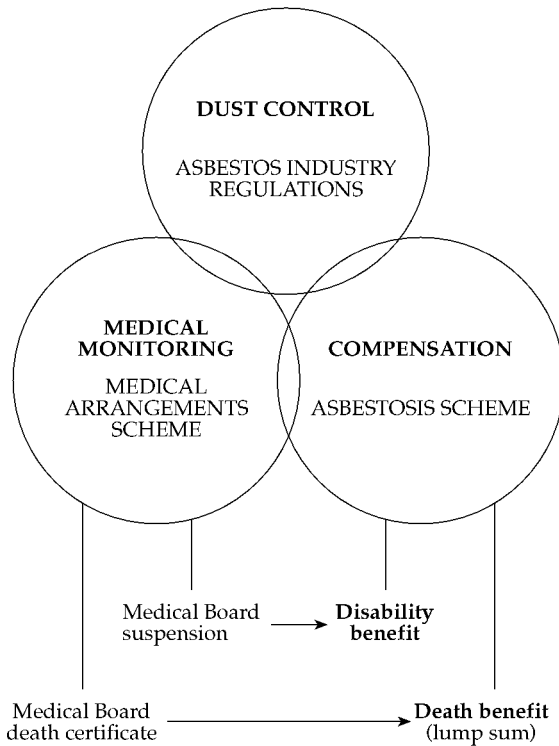 DUST CONTROL
ASBESTOS INDUSTRY
REGULATIONS
MEDICAL
MONITORING
MEDICAL
ARRANGEMENTS
SCHEME
COMPENSATION
ASBESTOSIS SCHEME
Medical Board
suspension
Disability
benefit
Medical Board
death certificate
Death benefit
(lump sum)